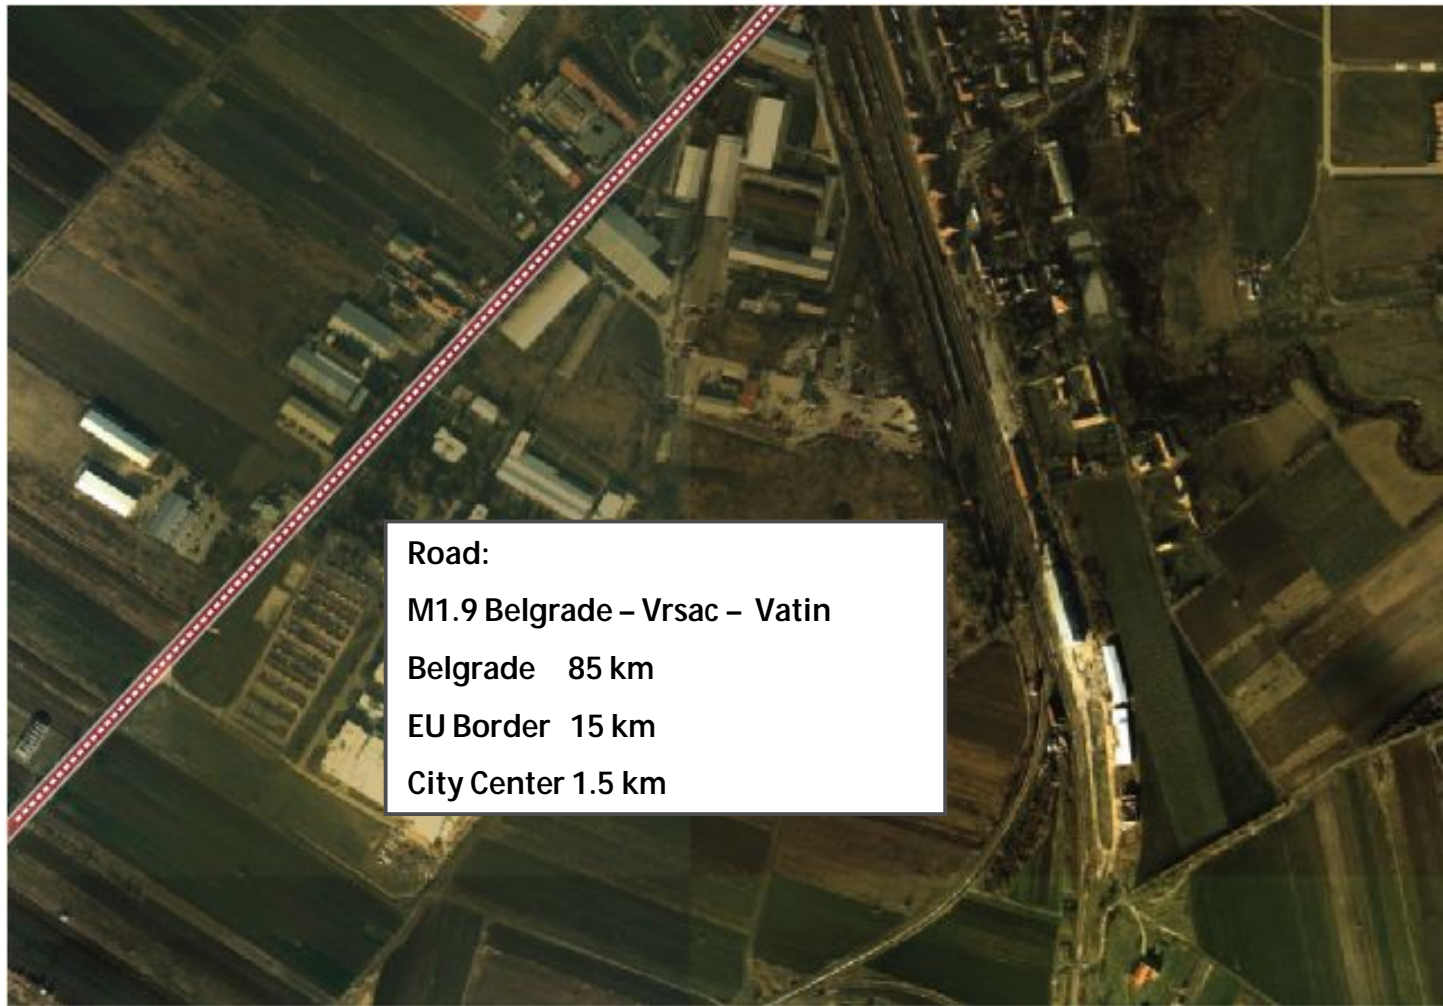 Road:
M1.9 Belgrade – Vrsac – Vatin
Belgrade 85 km
EU Border 15 km
City Center 1.5 km